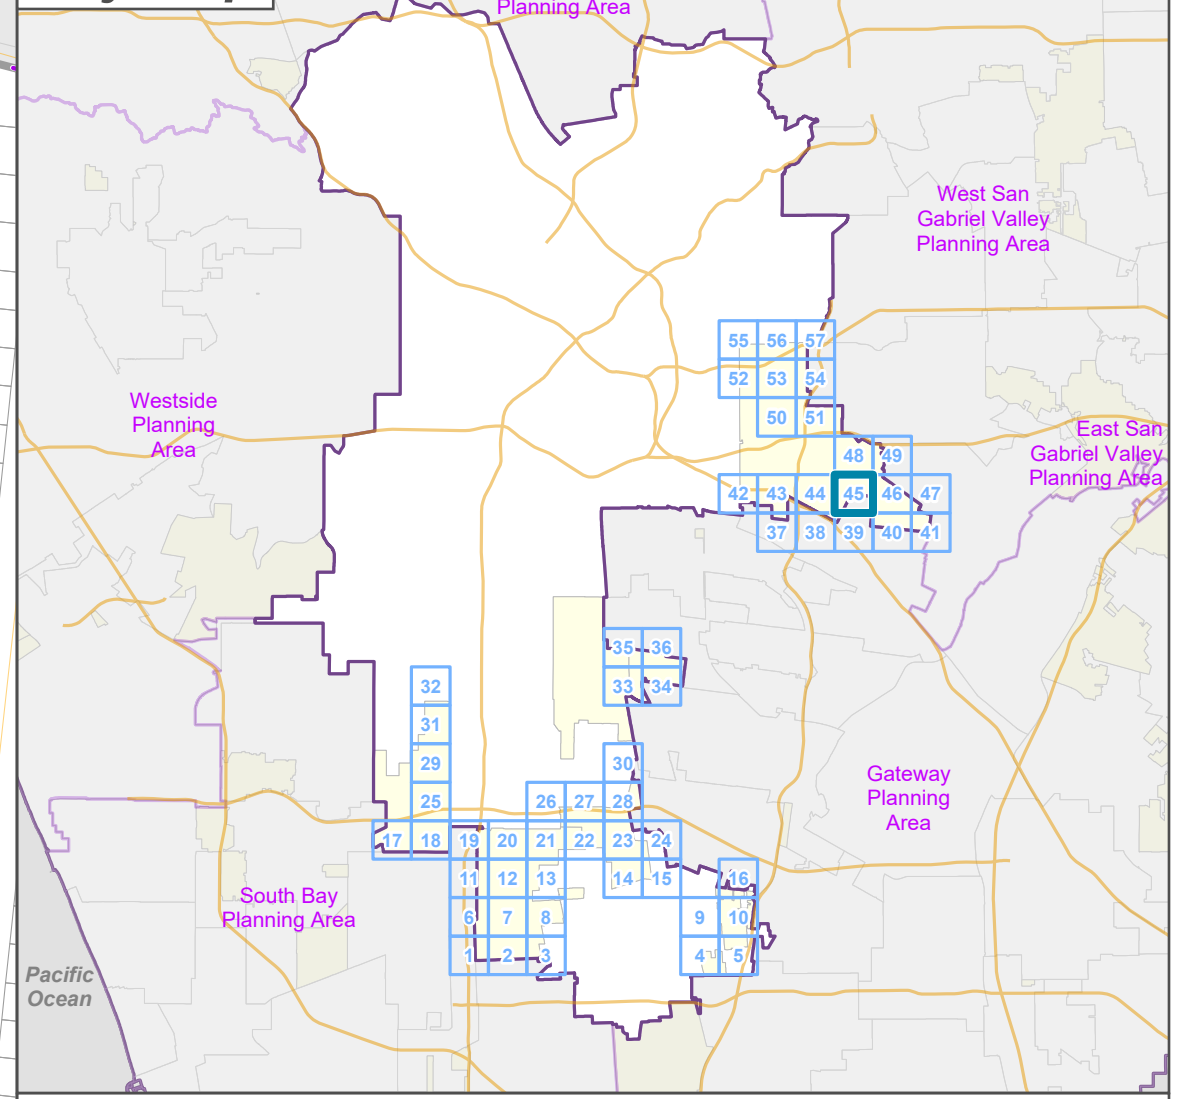 Planning Area
West San
Gabriel Valley
Planning Area
55 56 57
52 53 54
50 51
Westside
Planning
Area
East San
Gabriel Valley
Planning Area
48 49
42 43 44 45 46 47
37 38 39 40 41
35 36
33 34
32
31
29
30
25
26 27 28
17 18 19 20 21 22 23 24
11 12 13
14 15
16
6 7 8
9 10
1 2 3
4 5
Gateway
Planning
Area
South Bay
Planning Area
Pacific
Ocean